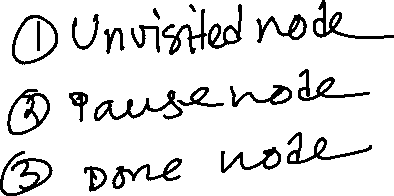 ① Unvisited node
② Pause node
③ Done node